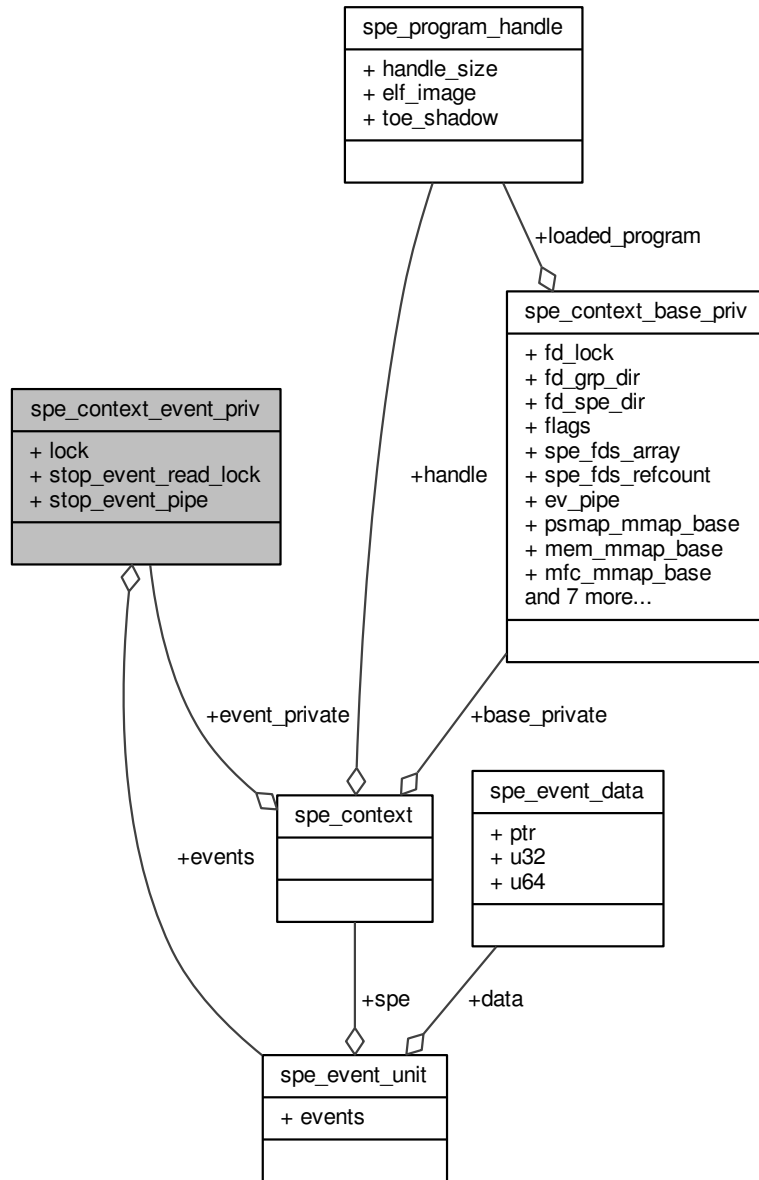 spe_program_handle
+ handle_size
+ elf_image
+ toe_shadow
+loaded_program
spe_context_base_priv
+ fd_lock
+ fd_grp_dir
+ fd_spe_dir
+ flags
+ spe_fds_array
+ spe_fds_refcount
+ ev_pipe
+ psmap_mmap_base
+ mem_mmap_base
+ mfc_mmap_base
and 7 more...
spe_context_event_priv
+ lock
+ stop_event_read_lock
+ stop_event_pipe
+handle
+event_private
+base_private
spe_context
spe_event_data
+ ptr
+ u32
+ u64
+events
+spe
+data
spe_event_unit
+ events